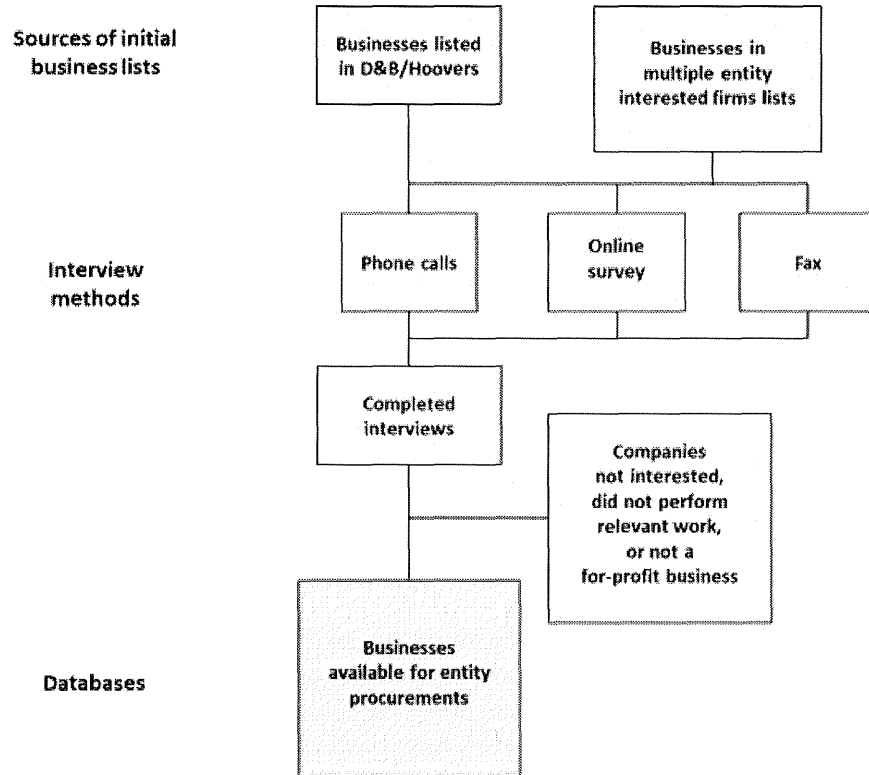 Sources of initial
business lists
Businesses listed
in D&B/Hoovers
Businesses in
multiple entity
interested firms lists
Interview
methods
Phone calls
Online
survey
Fax
Completed
interviews
Companies
not interested,
did not perform
relevant work,
or not a
for-profit business
Databases
Businesses
available for entity
procurements